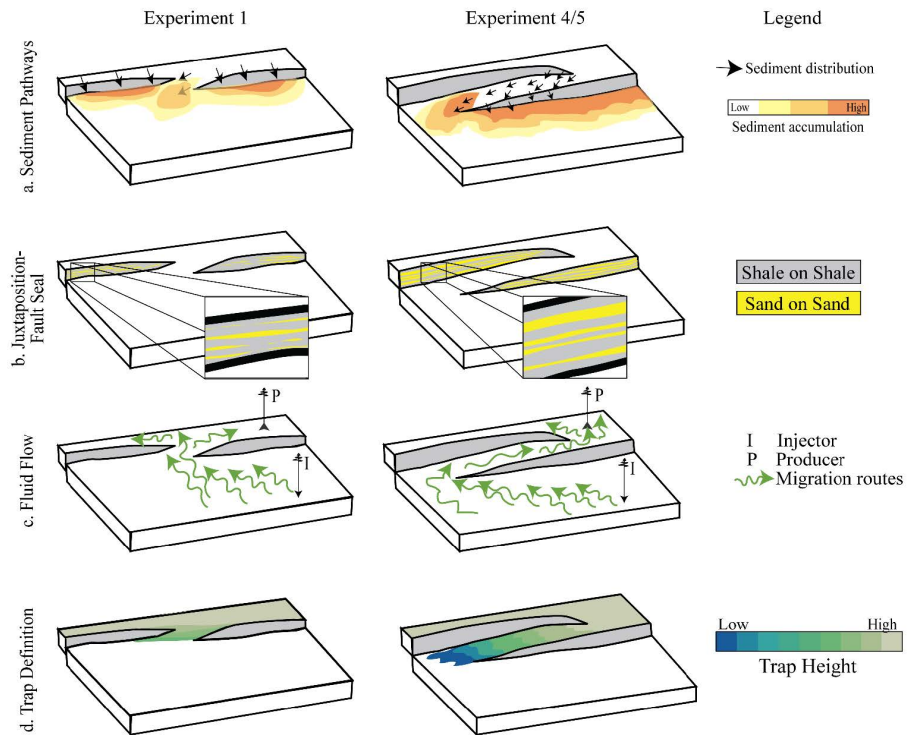 Experiment 1
Experiment 4/5
Legend
a. Sediment Pathways
Sediment distribution
Low
High
Sediment accumulation
b. Juxtaposition-
Fault Seal
Shale on Shale
Sand on Sand
c. Fluid Flow
P
I
P
I
I Injector
P Producer
Migration routes
d. Trap Definition
Low
High
Trap Height